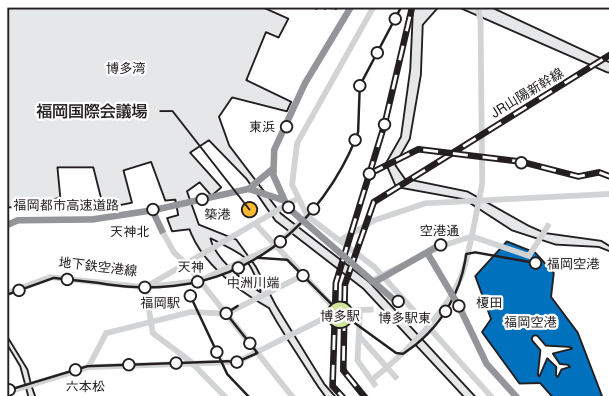 博多湾
福岡国際会議場
JR山陽新幹線
東浜
福岡都市高速道路
築港
天神北
空港通
地下鉄空港線
天神
中洲川端
福岡駅
福岡空港
博多駅
博多駅東
榎田
福岡空港
六本松